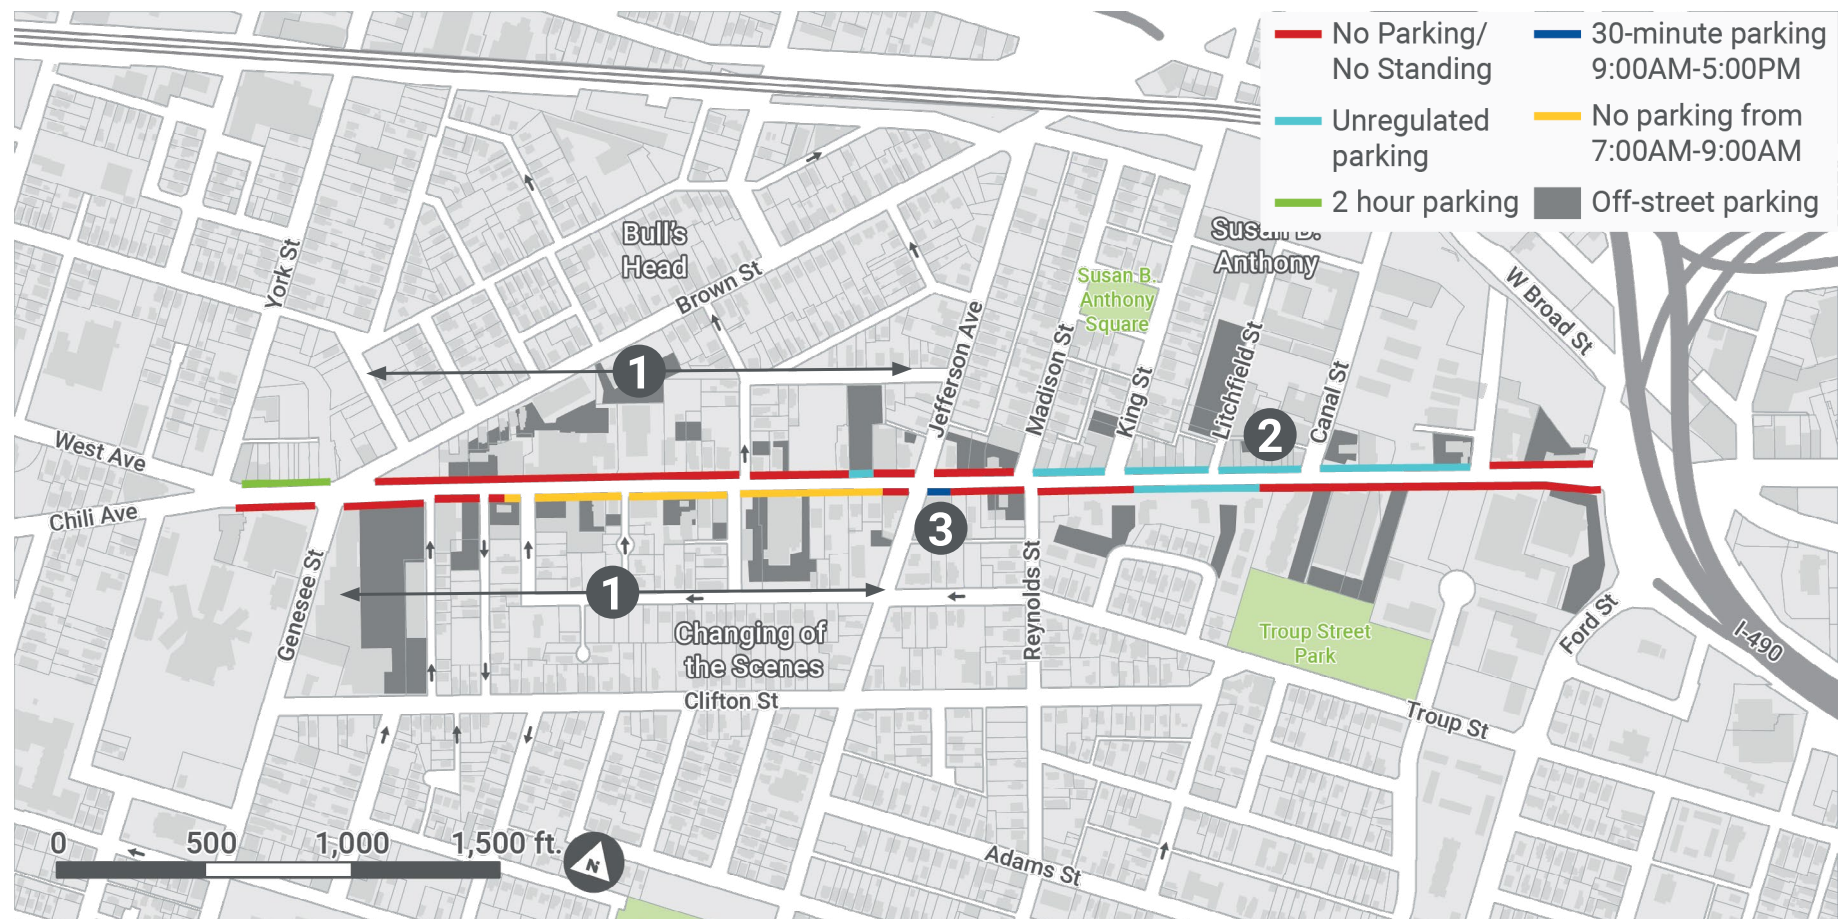 No Parking/
No Standing
30-minute parking
9:00AM-5:00PM
Unregulated
parking
No parking from
7:00AM-9:00AM
2 hour parking
Off-street parking
Bull's
Head
Susan B.
Anthony
Susan B.
Anthony
Square
York St
Brown St
W Broad St
Jefferson Ave
Madison St
King St
Litchfield St
Canal St
1
2
West Ave
Chili Ave
3
1
Genesee St
Reynolds St
Changing of
the Scenes
Troup Street
Park
Ford St
I-490
Clifton St
Troup St
Adams St
0
500
1,000
1,500 ft.
N